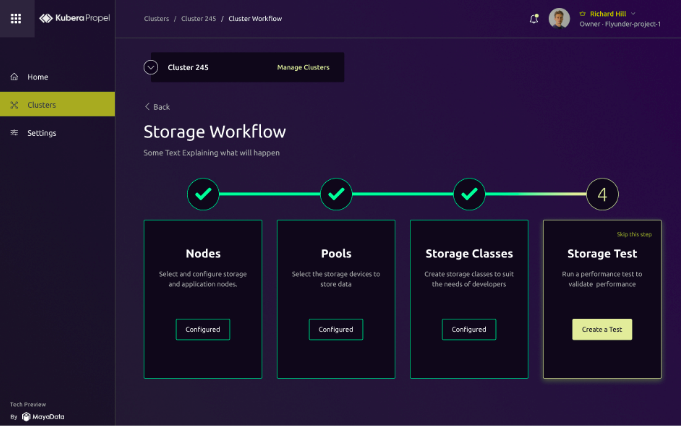 Kubera Propel
Clusters / Cluster 245 / Cluster Workflow
Richard Hill
Owner - Flyunder-project-1
Home
Clusters
Settings
Cluster 245
Manage Clusters
Back
Storage Workflow
Some Text Explaining what will happen
4
Nodes
Select and configure storage
and application nodes.
Configured
Pools
Select the storage devices to
store data
Configured
Storage Classes
Create storage classes to suit
the needs of developers
Configured
Skip this step
Storage Test
Run a performance test to
validate performance
Create a Test
Tech Preview
By MayaData